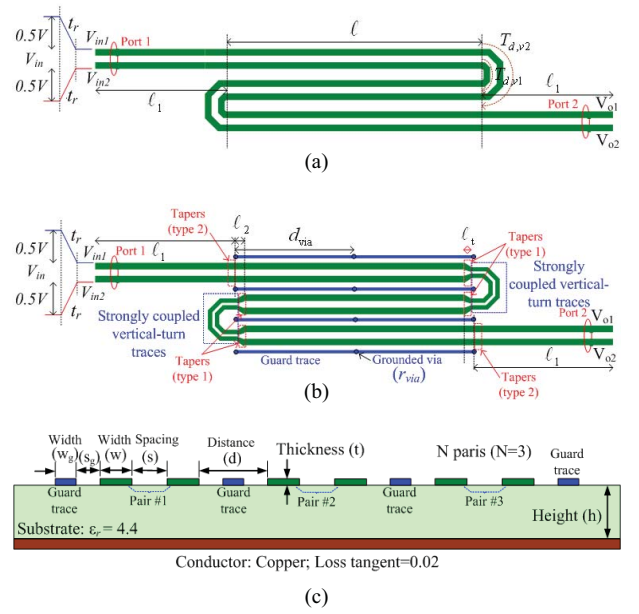 0.5V
t_r
V_in1
Port 1
V_in
0.5V
V_in2
t_r
ℓ_1
ℓ
T_d,v2
T_d,v1
ℓ_1
Port 2
V_o1
V_o2
(a)
Tapers
(type 2)
ℓ_2
d_via
ℓ_t
Tapers
(type 1)
0.5V
t_r
V_in1
ℓ_1
Port 1
V_in
0.5V
V_in2
t_r
Strongly
coupled
vertical-
turn traces
Strongly coupled
vertical-turn
traces
Tapers
(type 1)
Guard trace
Grounded via
(r_via)
Port 2
V_o1
V_o2
ℓ_1
Tapers
(type 2)
(b)
Width
(w_g)
(s_g)
Width
(w)
Spacing
(s)
Distance
(d)
Thickness (t)
N paris (N=3)
Guard
trace
Guard
trace
Pair #1
Guard
trace
Pair #2
Guard
trace
Pair #3
Substrate: ε_r = 4.4
Height (h)
Conductor: Copper; Loss tangent=0.02
(c)